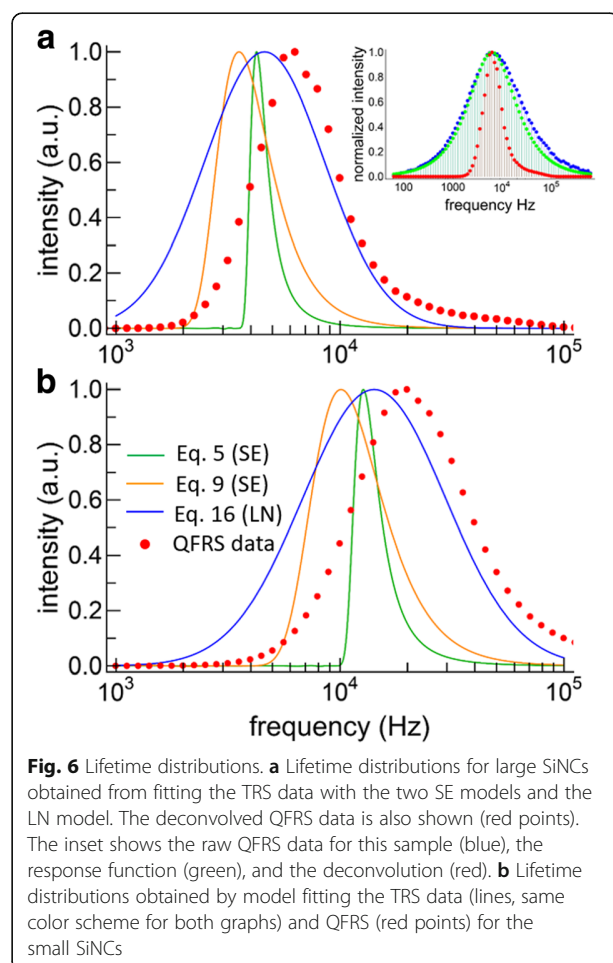 a
intensity (a.u.)
1.0
0.8
0.6
0.4
0.2
0.0
10³
10⁴
10⁵
normalized intensity
1.0
0.8
0.6
0.4
0.2
0.0
100
1000
10⁴
10⁵
frequency Hz
b
intensity (a.u.)
1.0
0.8
0.6
0.4
0.2
0.0
Eq. 5 (SE)
Eq. 9 (SE)
Eq. 16 (LN)
QFRS data
10³
10⁴
10⁵
frequency (Hz)
Fig. 6 Lifetime distributions. a Lifetime distributions for large SiNCs
obtained from fitting the TRS data with the two SE models and the
LN model. The deconvolved QFRS data is also shown (red points).
The inset shows the raw QFRS data for this sample (blue), the
response function (green), and the deconvolution (red). b Lifetime
distributions obtained by model fitting the TRS data (lines, same
color scheme for both graphs) and QFRS (red points) for the
small SiNCs